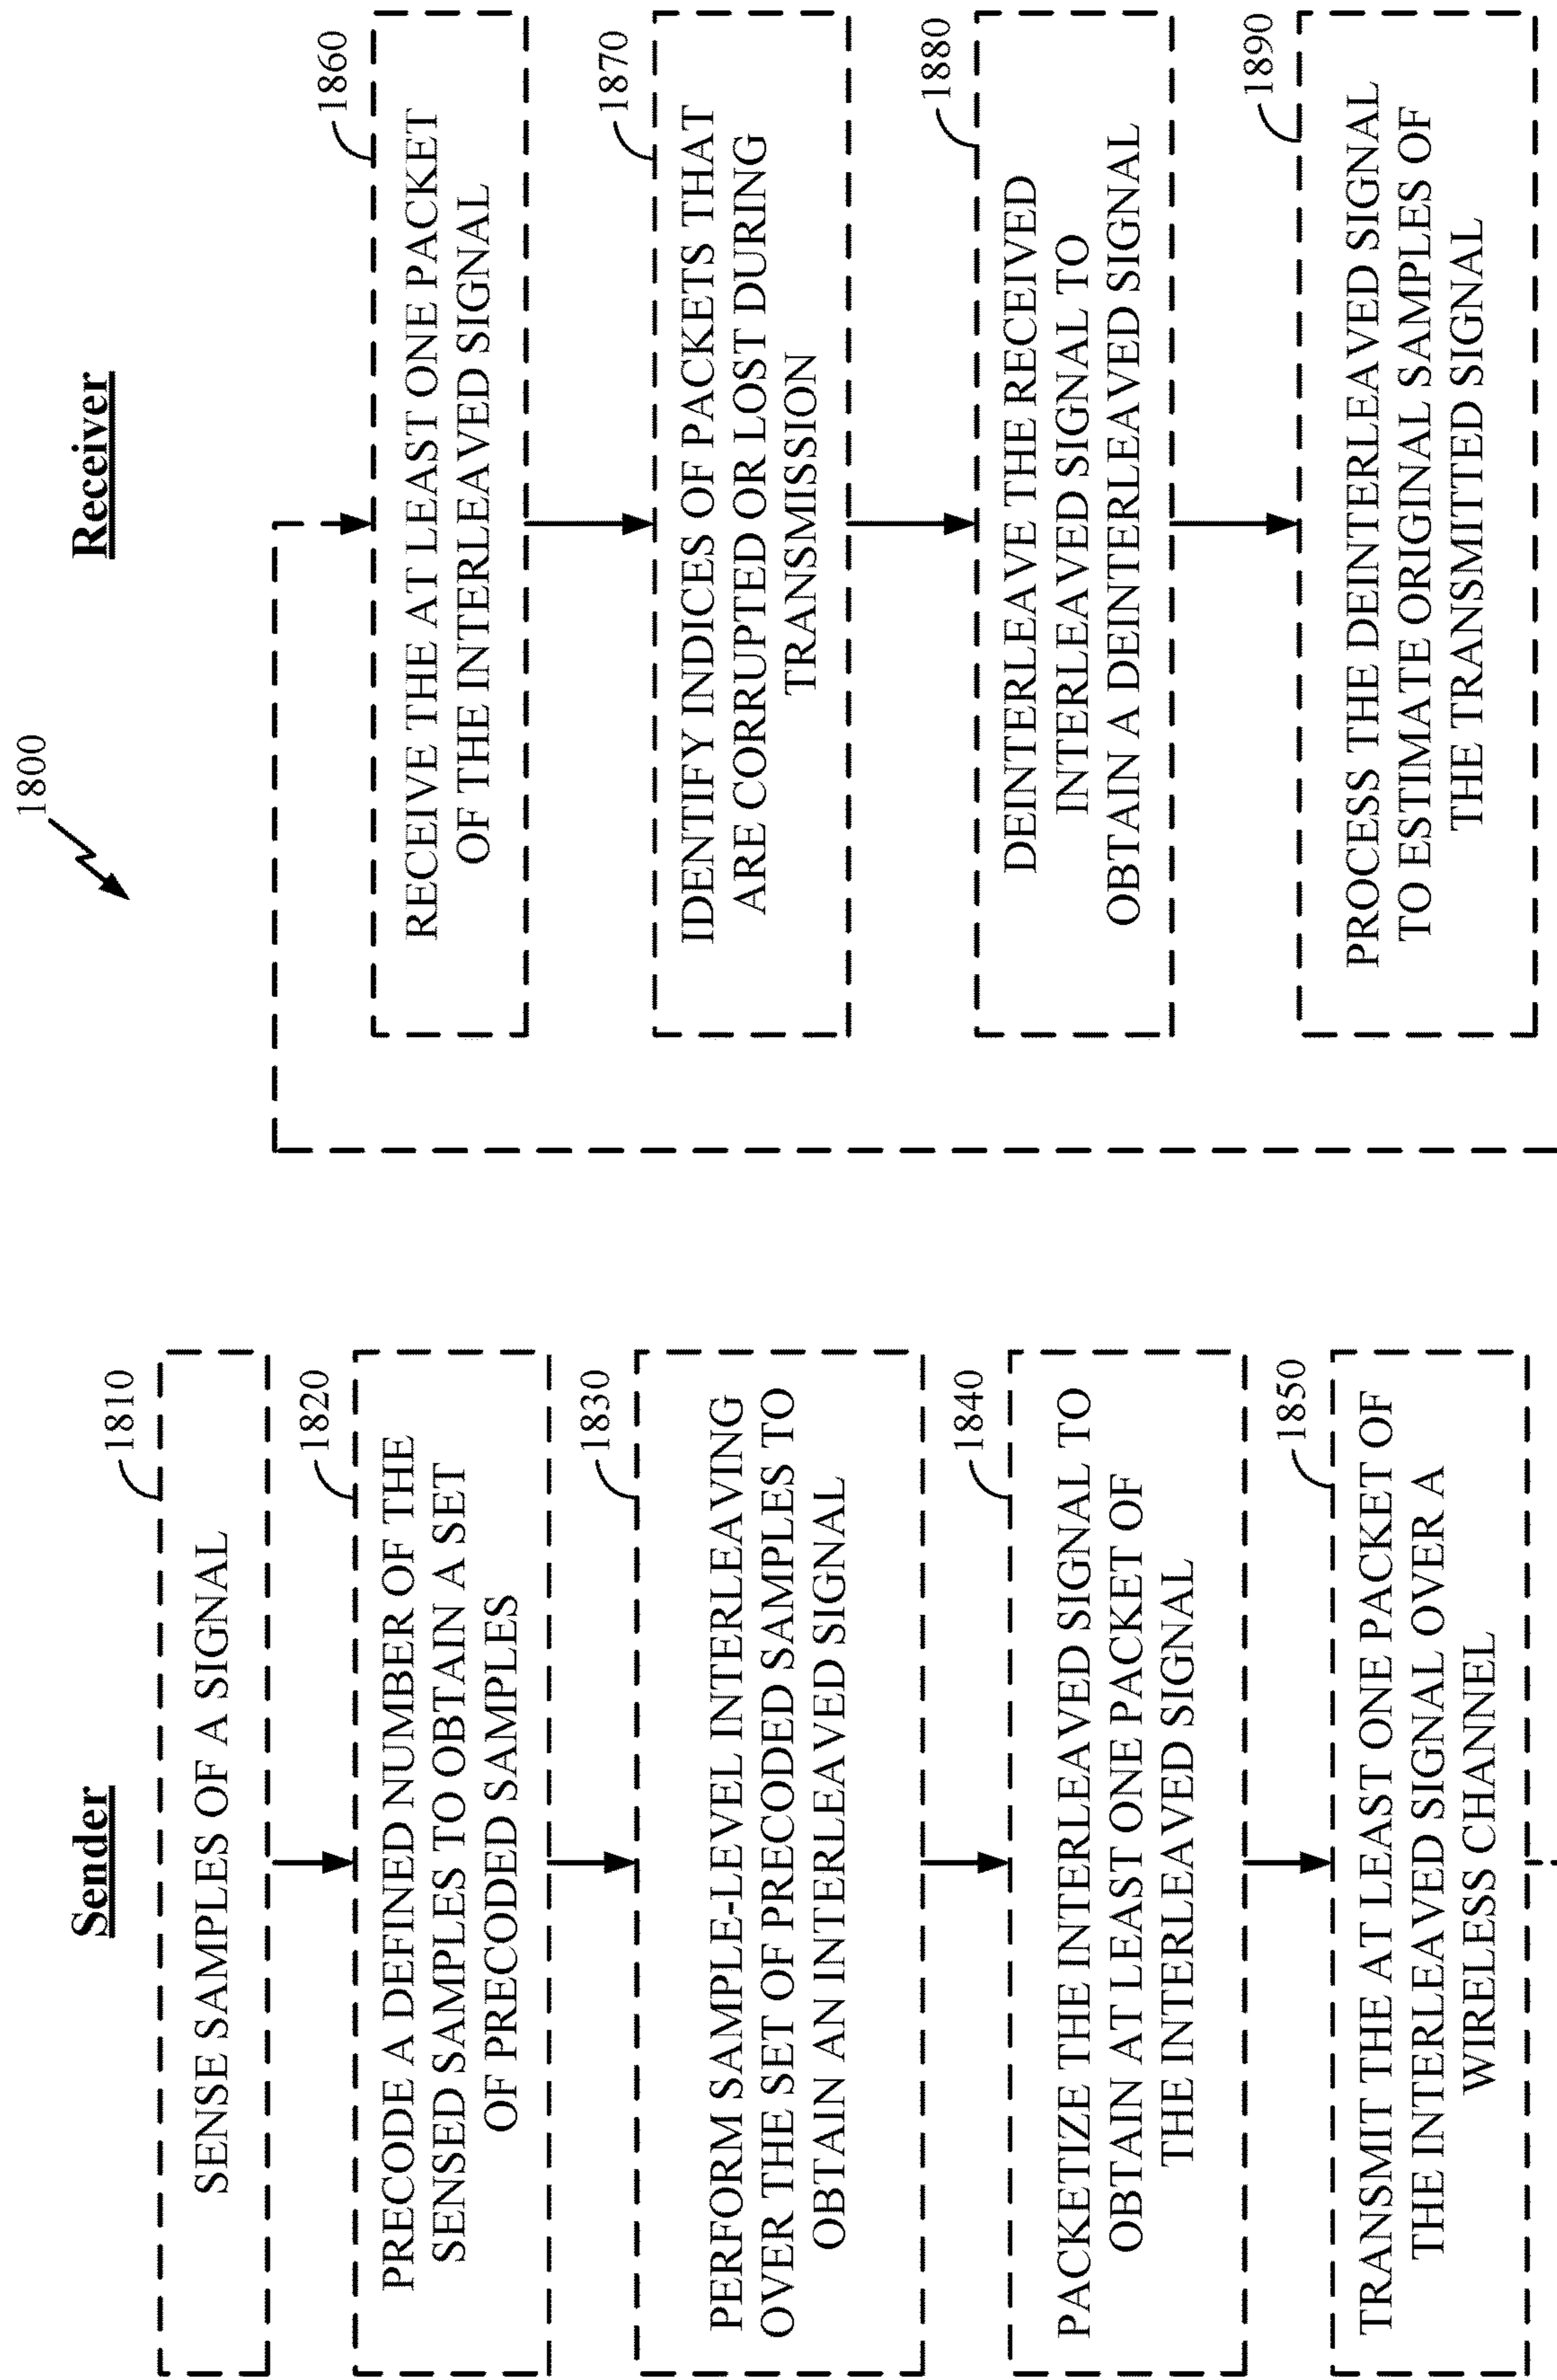 1800
Sender
1810
SENSE SAMPLES OF A SIGNAL
1820
PRECODE A DEFINED NUMBER OF THE
SENSED SAMPLES TO OBTAIN A SET
OF PRECODED SAMPLES
1830
PERFORM SAMPLE-LEVEL INTERLEAVING
OVER THE SET OF PRECODED SAMPLES TO
OBTAIN AN INTERLEAVED SIGNAL
1840
PACKETIZE THE INTERLEAVED SIGNAL TO
OBTAIN AT LEAST ONE PACKET OF
THE INTERLEAVED SIGNAL
1850
TRANSMIT THE AT LEAST ONE PACKET OF
THE INTERLEAVED SIGNAL OVER A
WIRELESS CHANNEL
Receiver
1860
RECEIVE THE AT LEAST ONE PACKET
OF THE INTERLEAVED SIGNAL
1870
IDENTIFY INDICES OF PACKETS THAT
ARE CORRUPTED OR LOST DURING
TRANSMISSION
1880
DEINTERLEAVE THE RECEIVED
INTERLEAVED SIGNAL TO
OBTAIN A DEINTERLEAVED SIGNAL
1890
PROCESS THE DEINTERLEAVED SIGNAL
TO ESTIMATE ORIGINAL SAMPLES OF
THE TRANSMITTED SIGNAL